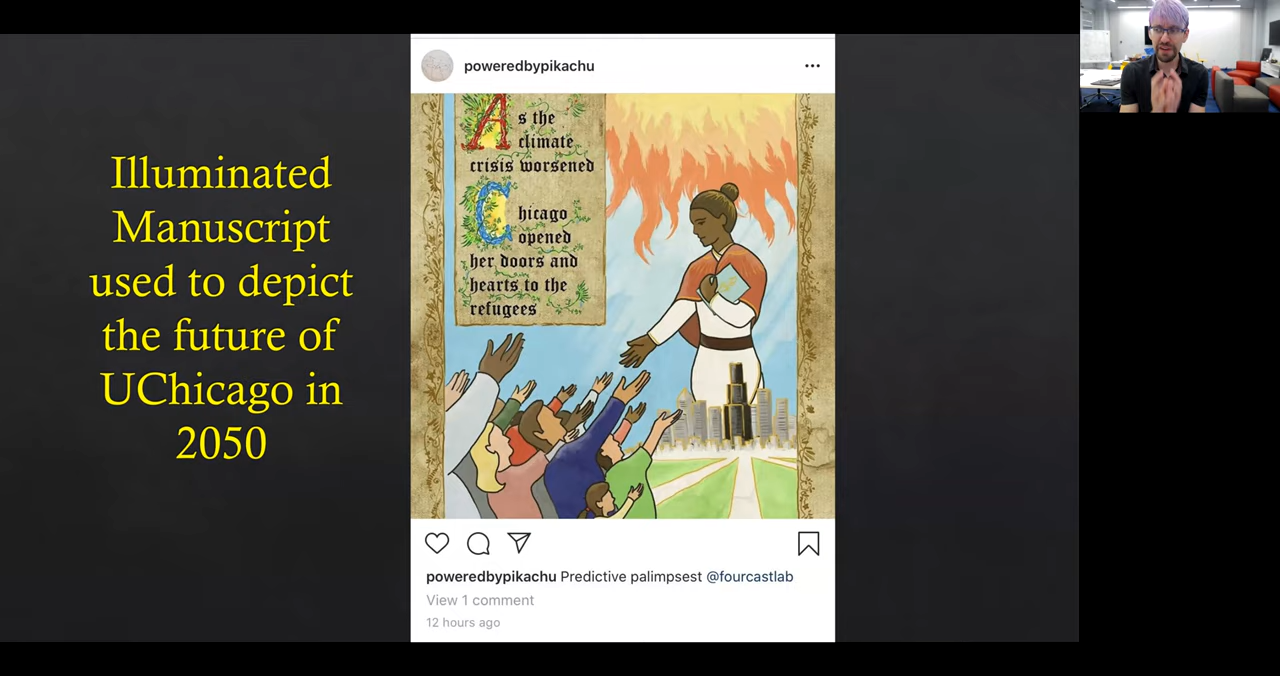 Illuminated
Manuscript
used to depict
the future of
UChicago in
2050
poweredbypikachu
As the
climate
crisis worsened
Chicago
opened
her doors and
hearts to the
refugees
poweredbypikachu Predictive palimpsest @fourcastlab
View 1 comment
12 hours ago